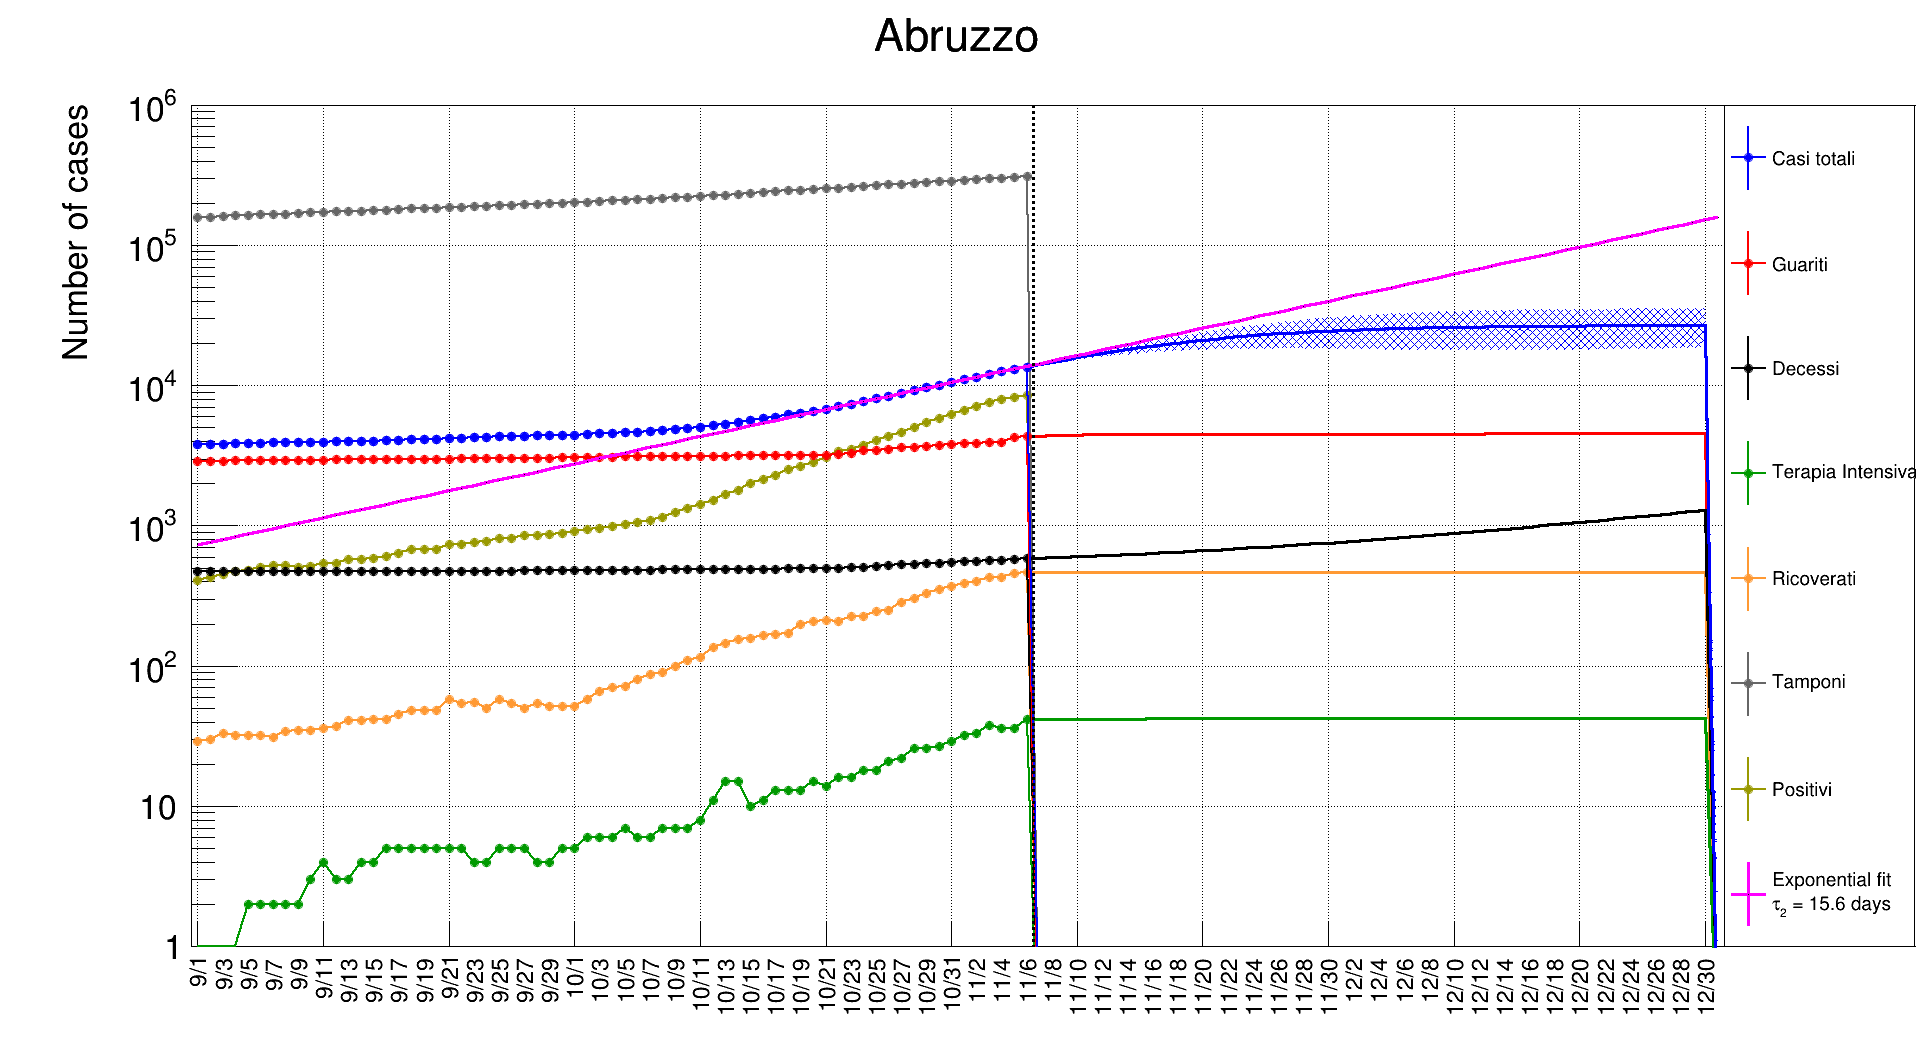 Abruzzo
Number of cases
10^6
10^5
10^4
10^3
10^2
10
1
9/1 9/3 9/5 9/7 9/9 9/11 9/13 9/15 9/17 9/19 9/21 9/23 9/25 9/27 9/29 10/1 10/3 10/5 10/7 10/9 10/11 10/13 10/15 10/17 10/19 10/21 10/23 10/25 10/27 10/29 10/31 11/2 11/4 11/6 11/8 11/10 11/12 11/14 11/16 11/18 11/20 11/22 11/24 11/26 11/28 11/30 12/2 12/4 12/6 12/8 12/10 12/12 12/14 12/16 12/18 12/20 12/22 12/24 12/26 12/28 12/30
Casi totali
Guariti
Decessi
Terapia Intensiva
Ricoverati
Tamponi
Positivi
Exponential fit
τ₂ = 15.6 days